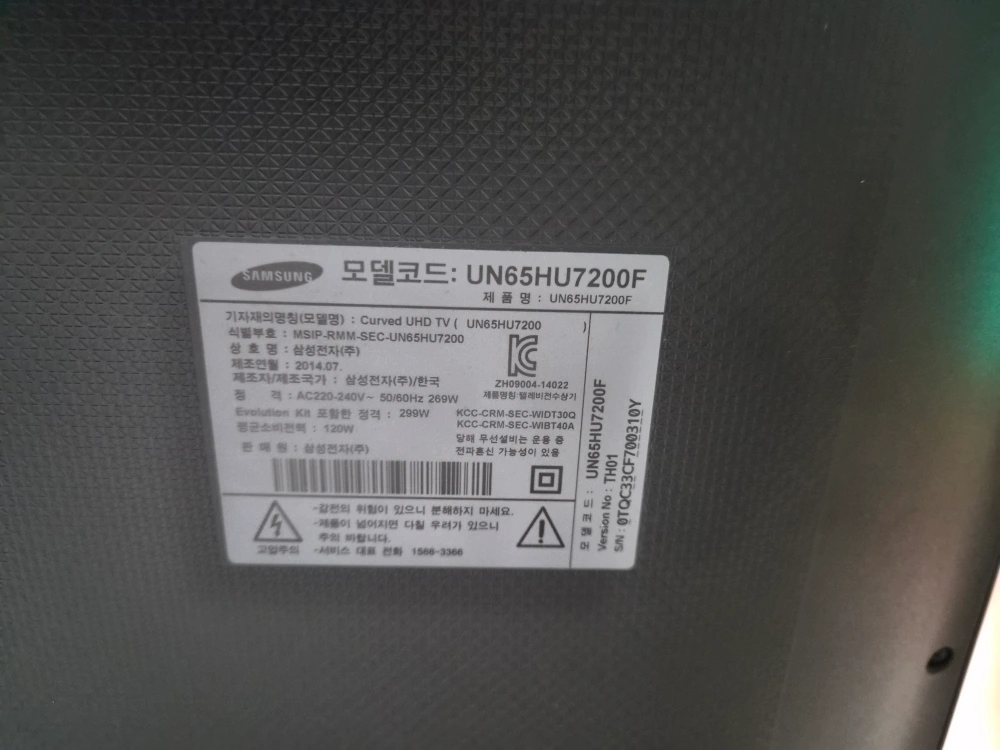 SAMSUNG 모델코드: UN65HU7200F
제 품 명 : UN65HU7200F
기자재의명칭(모델명) : Curved UHD TV ( UN65HU7200 )
식별부호 : MSIP-RMM-SEC-UN65HU7200
상 호 명 : 삼성전자(주)
제조연월 : 2014.07.
제조자/제조국가 : 삼성전자(주)/한국
정 격 : AC220-240V~ 50/60Hz 269W
Evolution Kit 포함한 정격 : 299W
평균소비전력 : 120W
판 매 원 : 삼성전자(주)
ZH09004-14022
제품명칭:텔레비전수상기
KCC-CRM-SEC-WIDT30Q
KCC-CRM-SEC-WIBT40A
당해 무선설비는 운용 중
전파혼신 가능성이 있음
-감전의 위험이 있으니 분해하지 마세요.
-제품이 넘어지면 다칠 우려가 있으니
주의 바랍니다.
-서비스 대표 전화 1588-3366
고압주의
모 델 코 드 : UN65HU7200F
Version No : TH01
S/N : 0TQC33CF700310Y